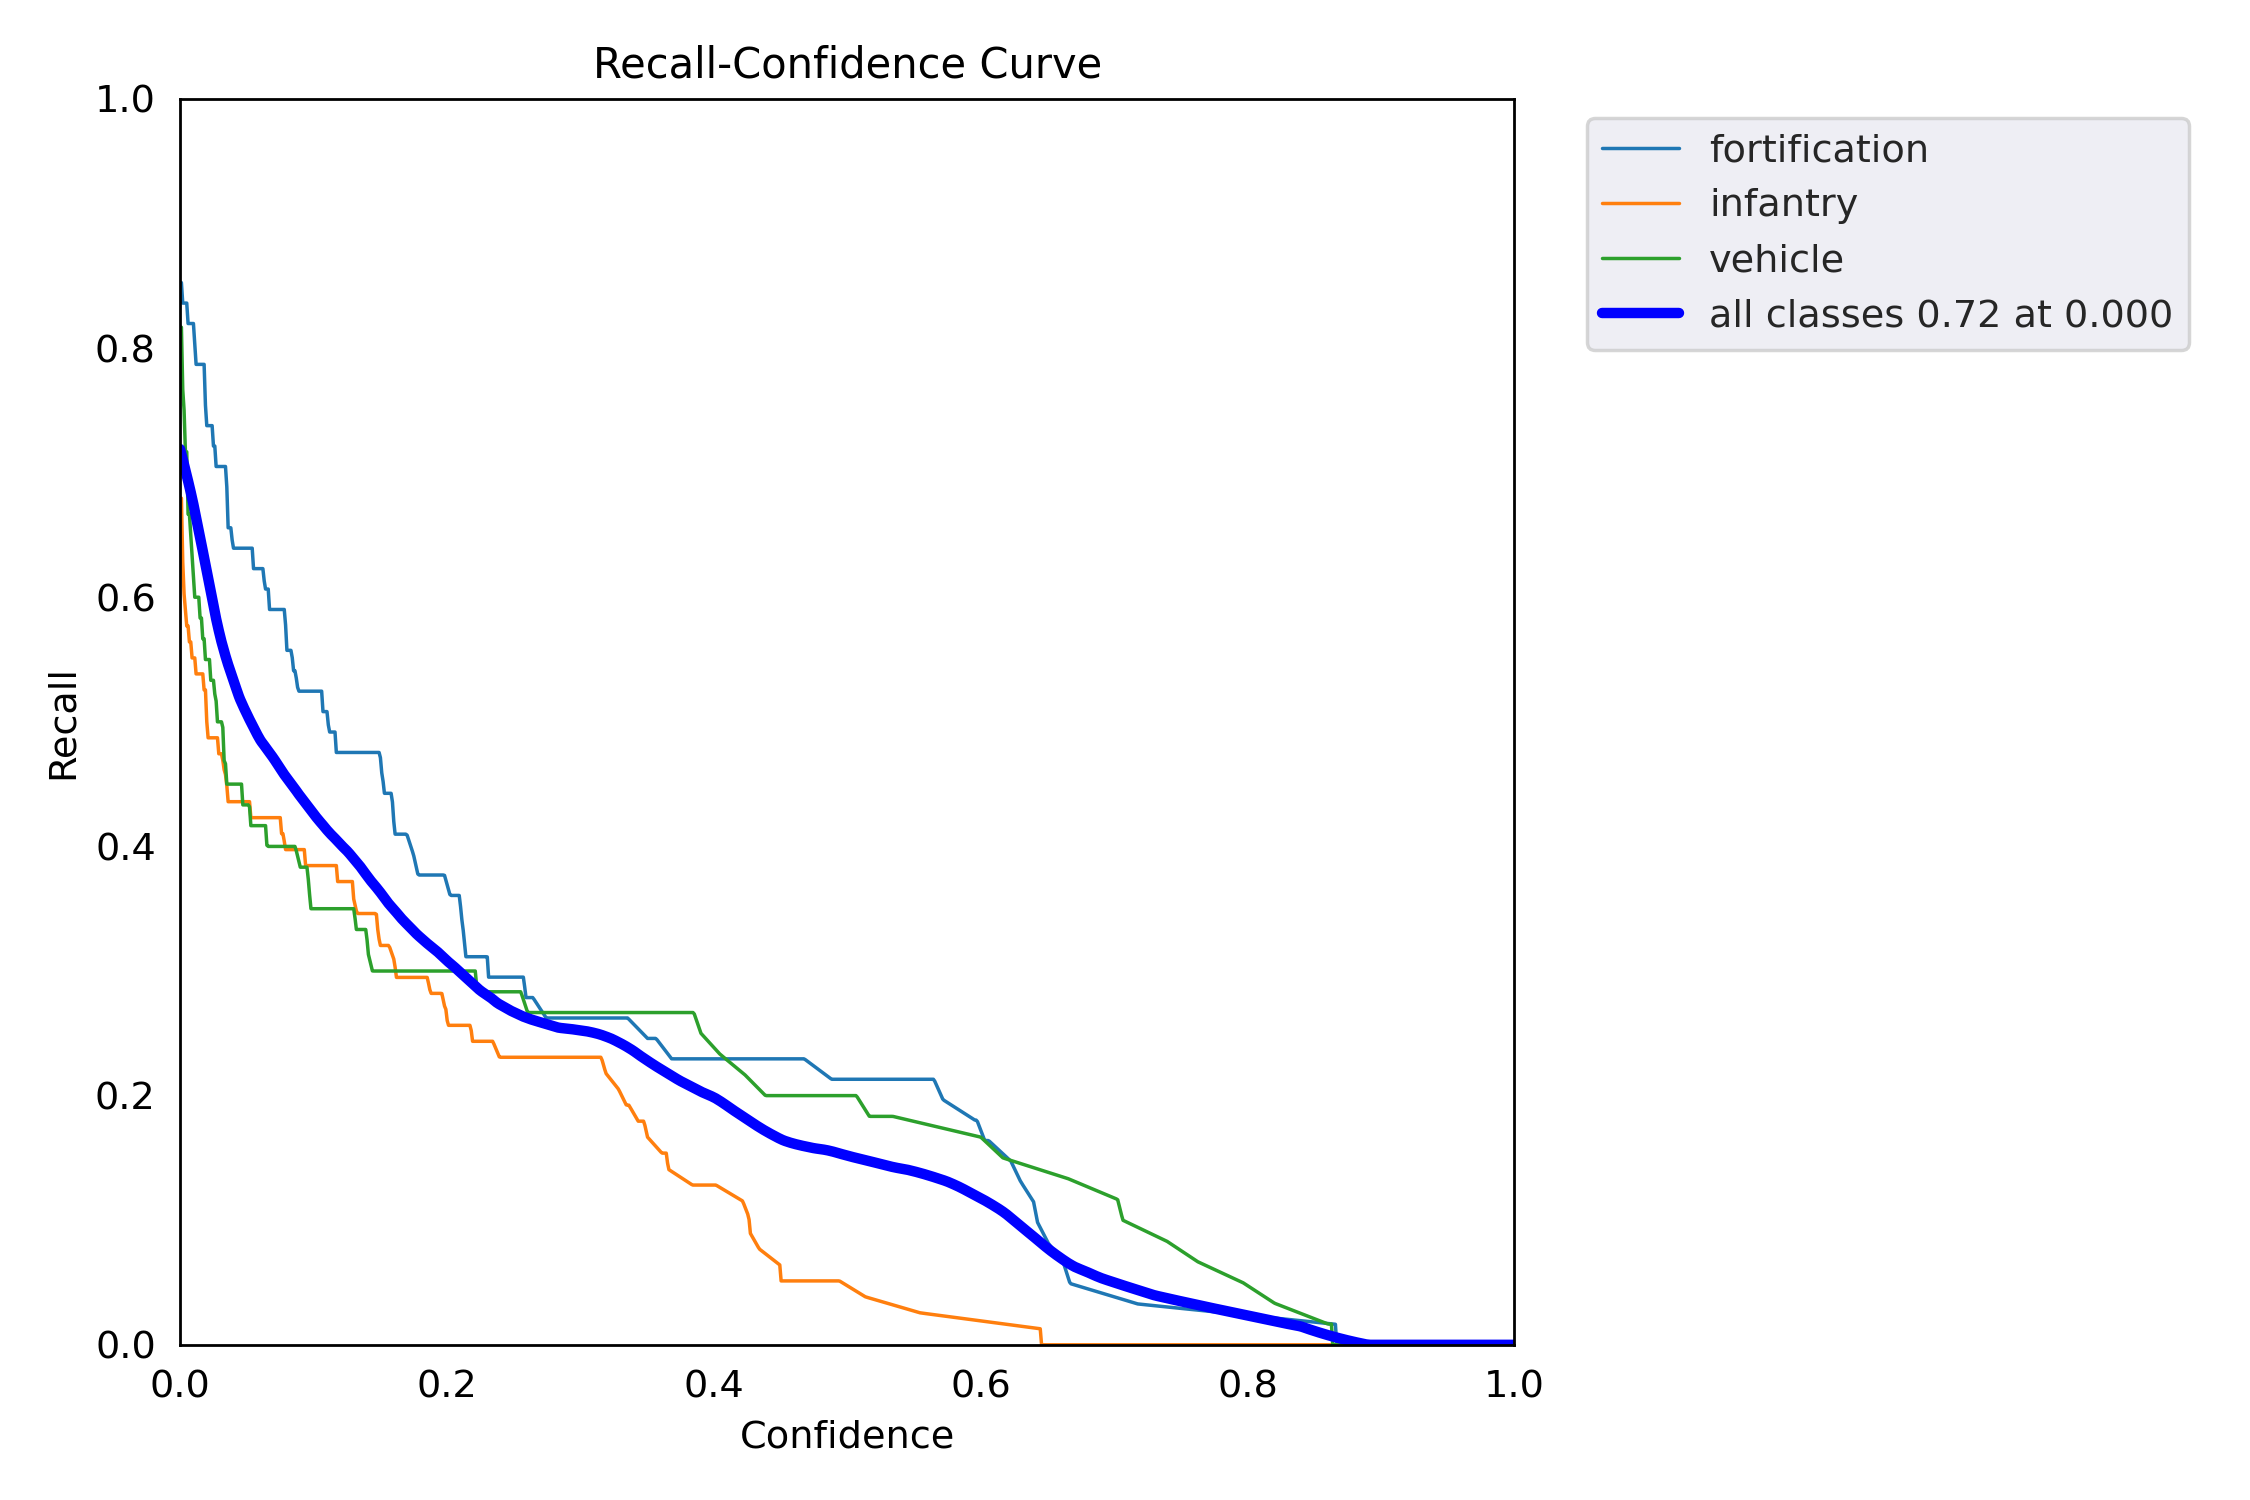 Recall-Confidence Curve
1.0
0.8
0.6
0.4
0.2
0.0
Recall
0.0 0.2 0.4 0.6 0.8 1.0
Confidence
fortification
infantry
vehicle
all classes 0.72 at 0.000